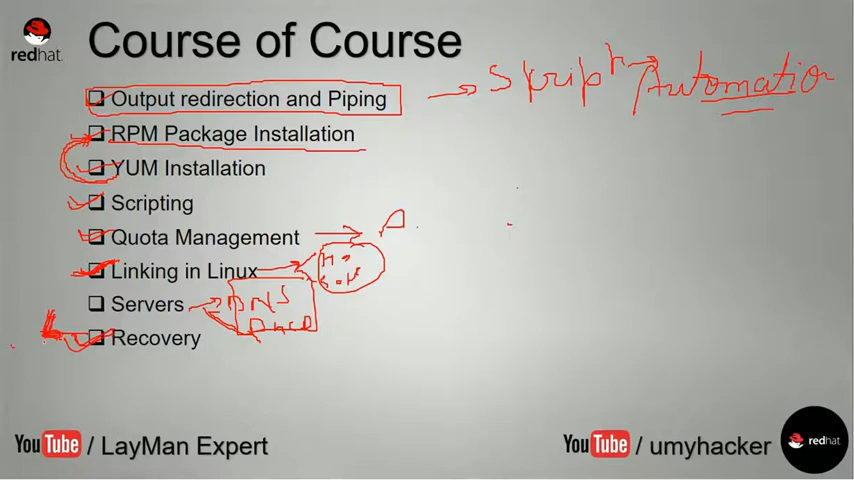 redhat.
Course of Course
Output redirection and Piping
Skript
Automation
RPM Package Installation
YUM Installation
Scripting
Quota Management
Linking in Linux
Servers
DNS
Recovery
YouTube / LayMan Expert
YouTube / umyhacker
redhat